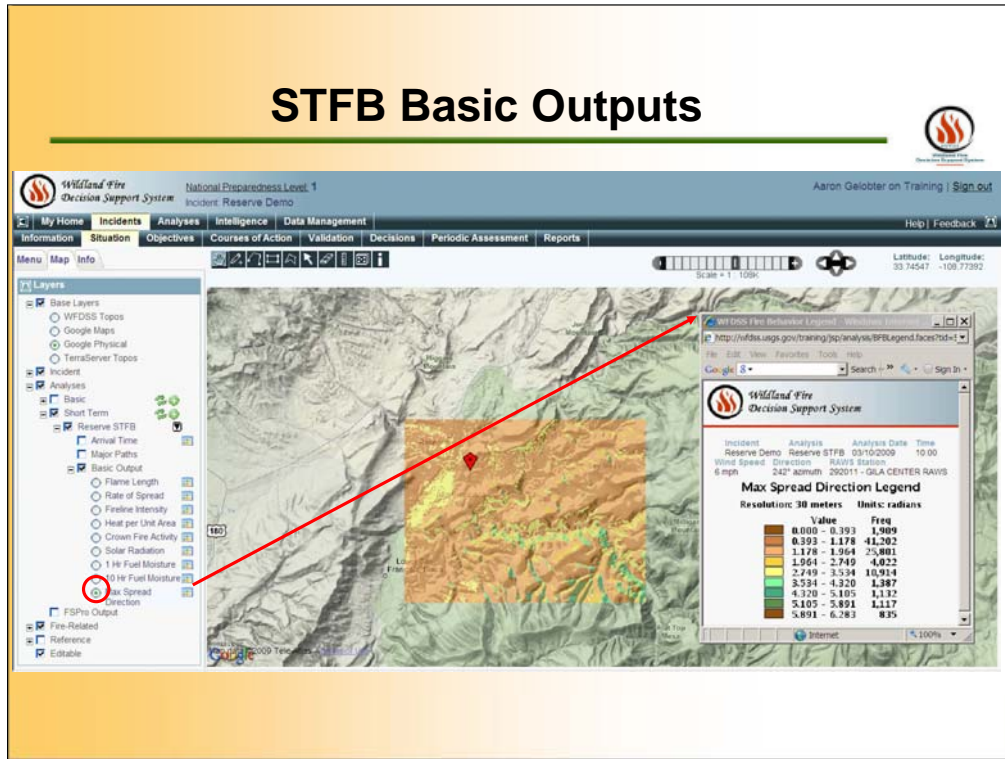 STFB Basic Outputs
Wildland Fire
Decision Support System
Wildland Fire
Decision Support System
National Preparedness Level: 1
Incident: Reserve Demo
Aaron Gelobter on Training | Sign out
My Home Incidents Analyses Intelligence Data Management
Help | Feedback
Information Situation Objectives Courses of Action Validation Decisions Periodic Assessment Reports
Menu Map Info
Scale = 1 : 108K
Latitude: Longitude:
33.74547 -108.77392
Layers
Base Layers
WFDSS Topos
Google Maps
Google Physical
TerraServer Topos
Incident
Analyses
Basic
Short Term
Reserve STFB
Arrival Time
Major Paths
Basic Output
Flame Length
Rate of Spread
Fireline Intensity
Heat per Unit Area
Crown Fire Activity
Solar Radiation
1 Hr Fuel Moisture
10 Hr Fuel Moisture
Max Spread
Direction
FSPro Output
Fire-Related
Reference
Editable
180
Google
WFDSS Fire Behavior Legend - Windows Internet
http://wfdss.usgs.gov/training/jsp/analysis/BFBLegend.faces?tid=
File Edit View Favorites Tools Help
Google Search Sign In
Wildland Fire
Decision Support System
Incident Analysis Analysis Date Time
Reserve Demo Reserve STFB 03/10/2009 10:00
Wind Speed Direction RAWS Station
6 mph 242° azimuth 292011 - GILA CENTER RAWS
Max Spread Direction Legend
Resolution: 30 meters Units: radians
Value Freq
0.000 - 0.393 1,909
0.393 - 1.178 41,202
1.178 - 1.964 25,801
1.964 - 2.749 4,022
2.749 - 3.534 10,914
3.534 - 4.320 1,387
4.320 - 5.105 1,132
5.105 - 5.891 1,117
5.891 - 6.283 835
Internet 100%